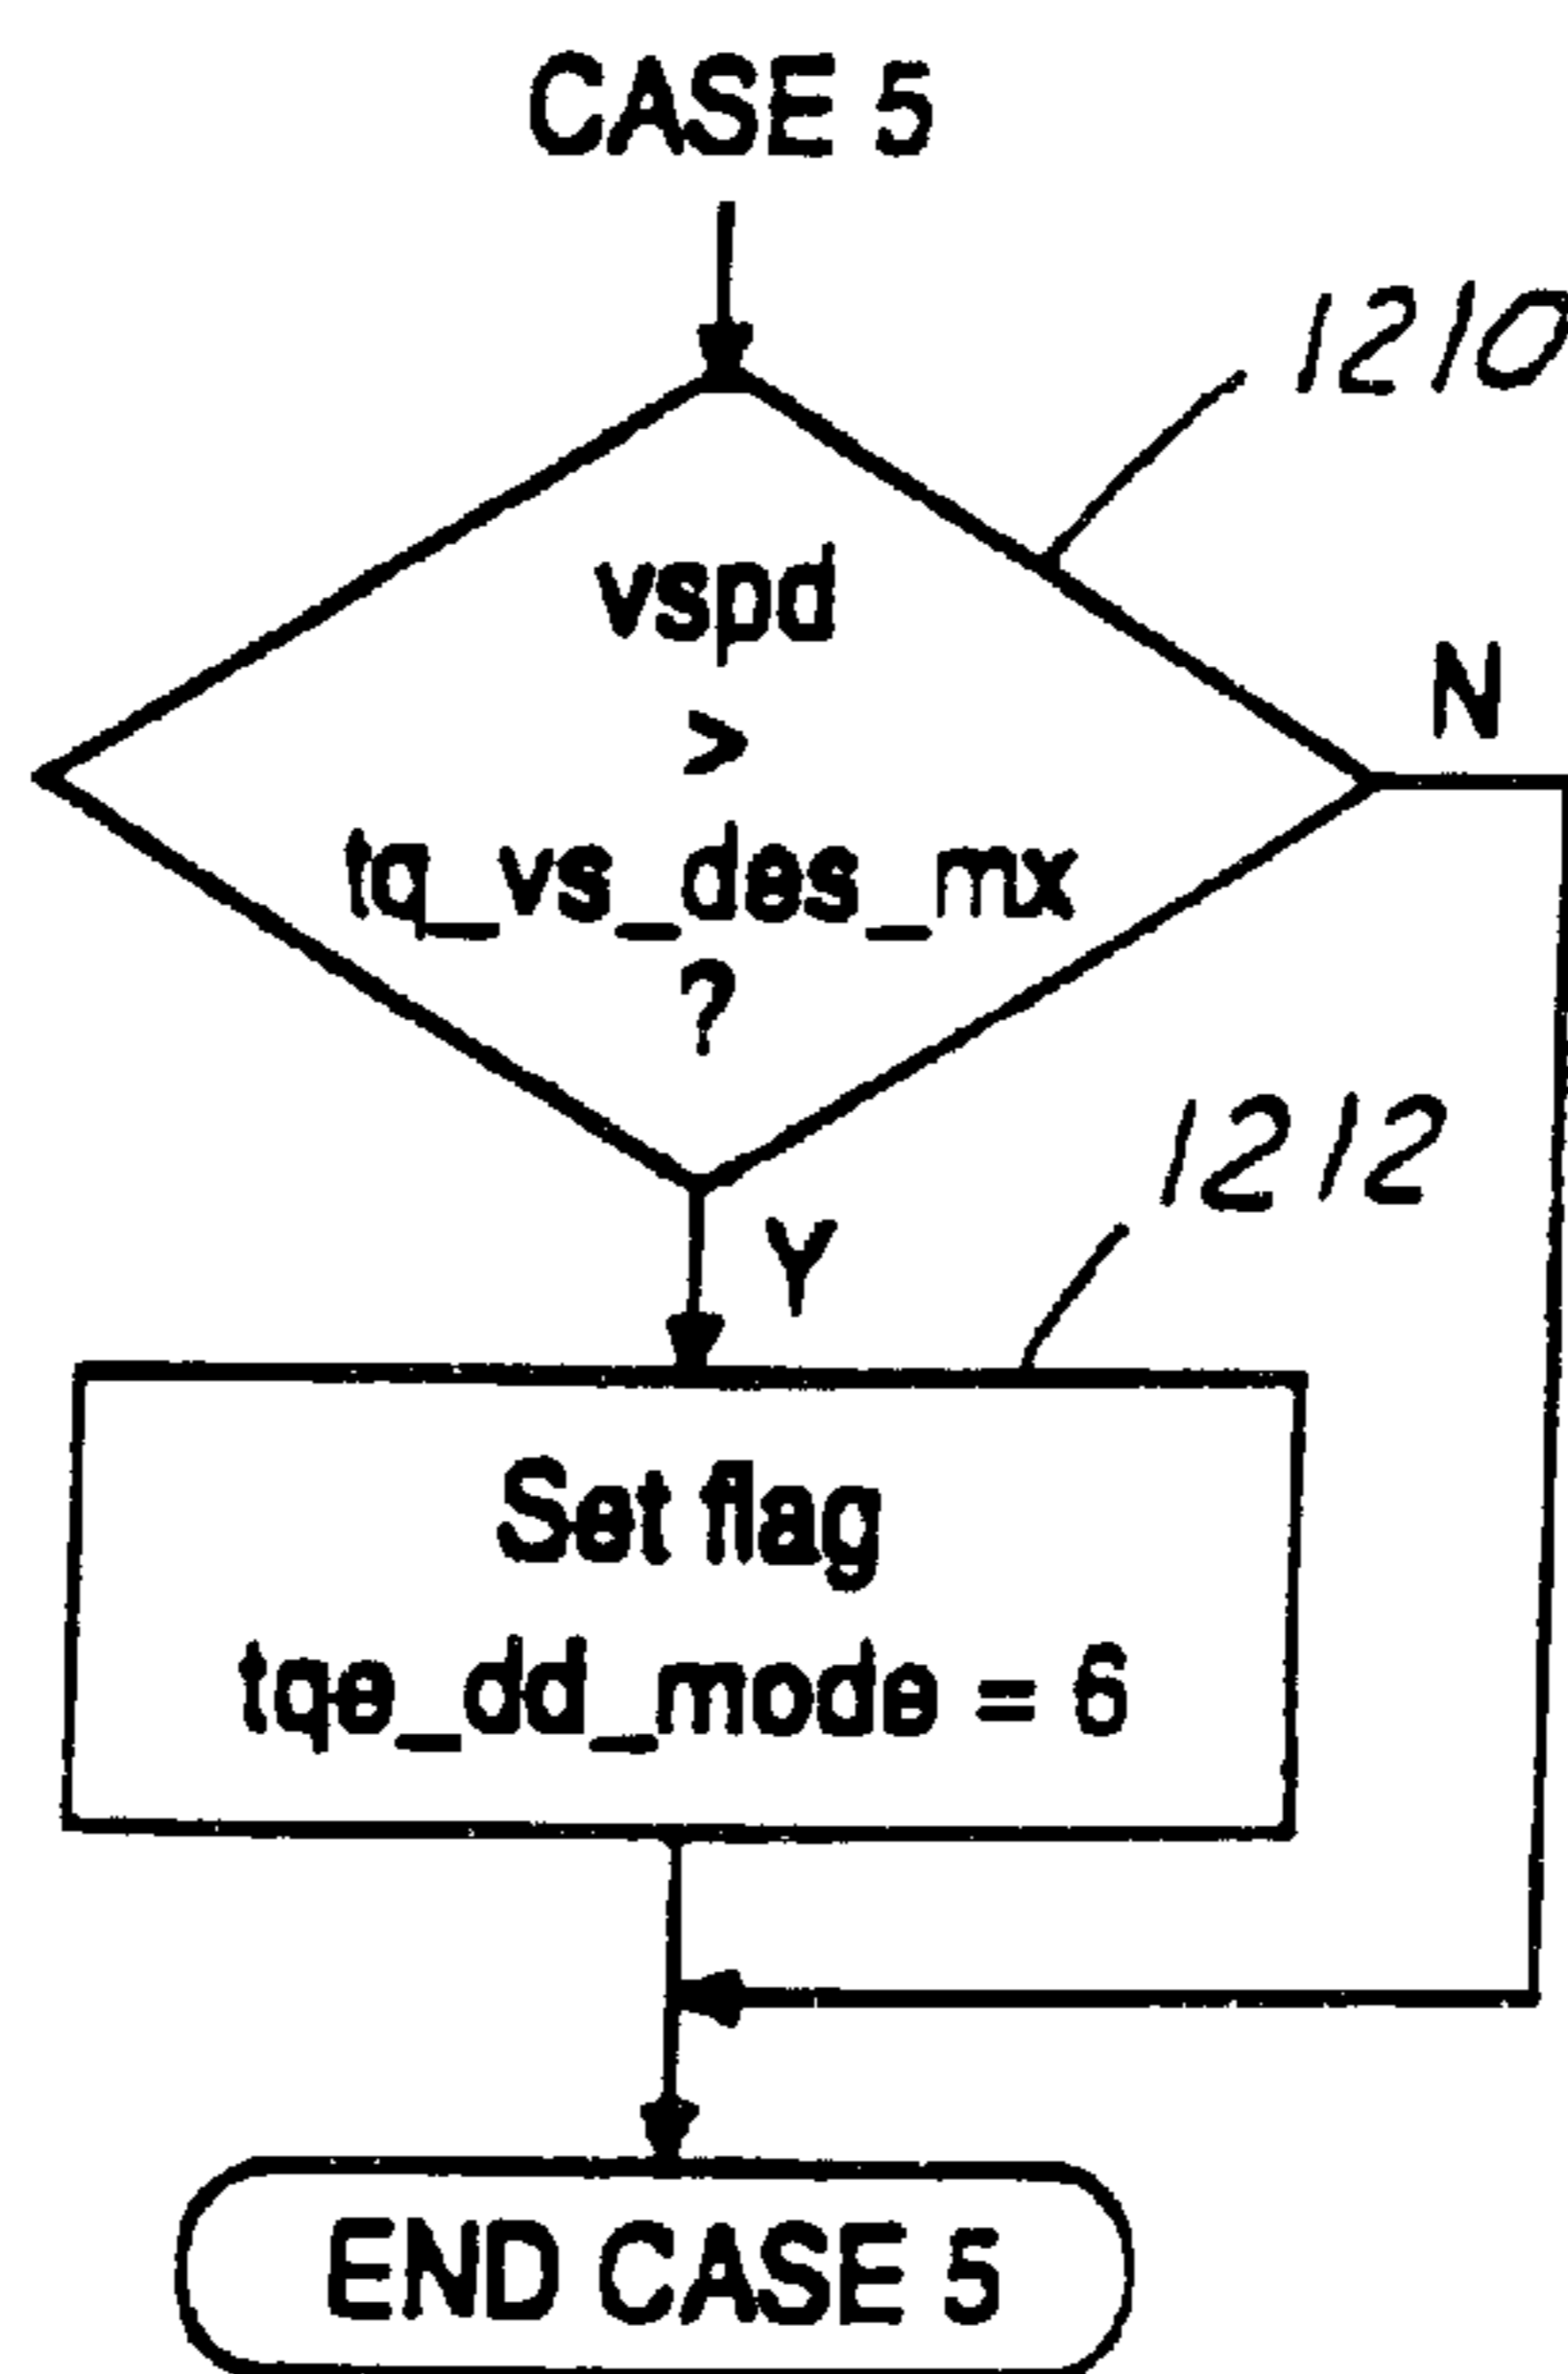 CASE 5
1210
vspd
>
tq_vs_des_mx
?
N
1212
Y
Set flag
tqe_dd_mode = 6
END CASE 5